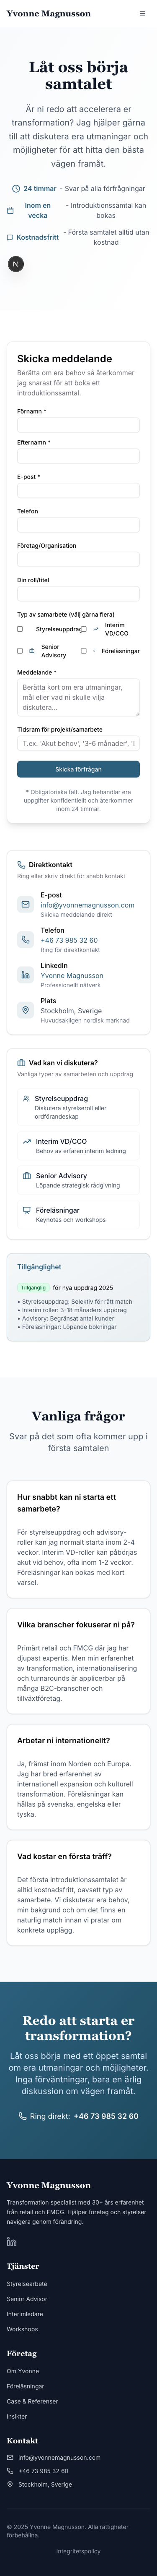 Yvonne Magnusson
Låt oss börja
samtalet
Är ni redo att accelerera er
transformation? Jag hjälper gärna
till att diskutera era utmaningar och
möjligheter för att hitta den bästa
vägen framåt.
24 timmar - Svar på alla förfrågningar
Inom en
vecka
- Introduktionssamtal kan
bokas
Kostnadsfritt
- Första samtalet alltid utan
kostnad
N
Skicka meddelande
Berätta om era behov så återkommer
jag snarast för att boka ett
introduktionssamtal.
Förnamn *
Efternamn *
E-post *
Telefon
Företag/Organisation
Din roll/titel
Typ av samarbete (välj gärna flera)
Styrelseuppdrag
Interim
VD/CCO
Senior
Advisory
Föreläsningar
Meddelande *
Berätta kort om era utmaningar,
mål eller vad ni skulle vilja
diskutera...
Tidsram för projekt/samarbete
T.ex. 'Akut behov', '3-6 månader', 'I
Skicka förfrågan
* Obligatoriska fält. Jag behandlar era
uppgifter konfidentiellt och återkommer
inom 24 timmar.
Direktkontakt
Ring eller skriv direkt för snabb kontakt
E-post
info@yvonnemagnusson.com
Skicka meddelande direkt
Telefon
+46 73 985 32 60
Ring för direktkontakt
LinkedIn
Yvonne Magnusson
Professionellt nätverk
Plats
Stockholm, Sverige
Huvudsakligen nordisk marknad
Vad kan vi diskutera?
Vanliga typer av samarbeten och uppdrag
Styrelseuppdrag
Diskutera styrelseroll eller
ordförandeskap
Interim VD/CCO
Behov av erfaren interim ledning
Senior Advisory
Löpande strategisk rådgivning
Föreläsningar
Keynotes och workshops
Tillgänglighet
Tillgänglig för nya uppdrag 2025
• Styrelseuppdrag: Selektiv för rätt match
• Interim roller: 3-18 månaders uppdrag
• Advisory: Begränsat antal kunder
• Föreläsningar: Löpande bokningar
Vanliga frågor
Svar på det som ofta kommer upp i
första samtalen
Hur snabbt kan ni starta ett
samarbete?
För styrelseuppdrag och advisory-
roller kan jag normalt starta inom 2-4
veckor. Interim VD-roller kan påbörjas
akut vid behov, ofta inom 1-2 veckor.
Föreläsningar kan bokas med kort
varsel.
Vilka branscher fokuserar ni på?
Primärt retail och FMCG där jag har
djupast expertis. Men min erfarenhet
av transformation, internationalisering
och turnarounds är applicerbar på
många B2C-branscher och
tillväxtföretag.
Arbetar ni internationellt?
Ja, främst inom Norden och Europa.
Jag har bred erfarenhet av
internationell expansion och kulturell
transformation. Föreläsningar kan
hållas på svenska, engelska eller
tyska.
Vad kostar en första träff?
Det första introduktionssamtalet är
alltid kostnadsfritt, oavsett typ av
samarbete. Vi diskuterar era behov,
min bakgrund och om det finns en
naturlig match innan vi pratar om
konkreta upplägg.
Redo att starta er
transformation?
Låt oss börja med ett öppet samtal
om era utmaningar och möjligheter.
Inga förväntningar, bara en ärlig
diskussion om vägen framåt.
Ring direkt: +46 73 985 32 60
Yvonne Magnusson
Transformation specialist med 30+ års erfarenhet
från retail och FMCG. Hjälper företag och styrelser
navigera genom förändring.
Tjänster
Styrelsearbete
Senior Advisor
Interimledare
Workshops
Företag
Om Yvonne
Föreläsningar
Case & Referenser
Insikter
Kontakt
info@yvonnemagnusson.com
+46 73 985 32 60
Stockholm, Sverige
© 2025 Yvonne Magnusson. Alla rättigheter
förbehållna.
Integritetspolicy